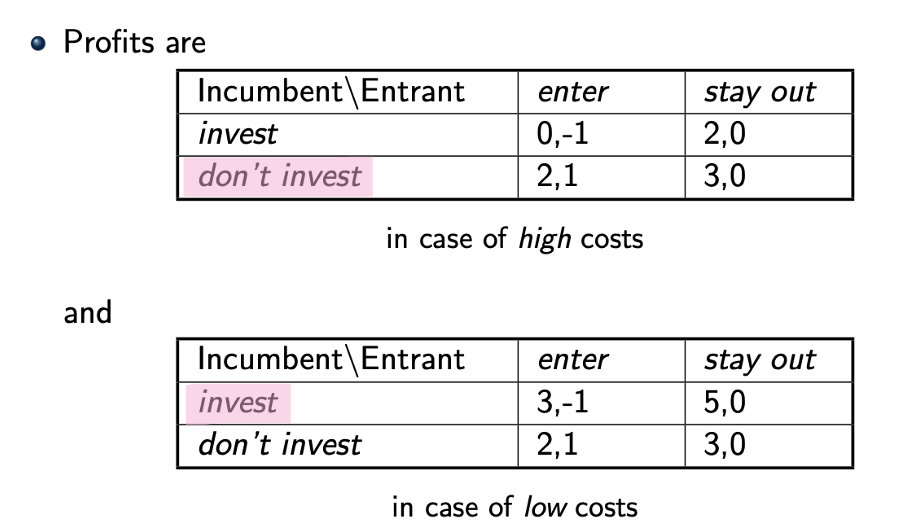 Profits are
Incumbent\Entrant enter stay out
invest 0,-1 2,0
don't invest 2,1 3,0
in case of high costs
and
Incumbent\Entrant enter stay out
invest 3,-1 5,0
don't invest 2,1 3,0
in case of low costs